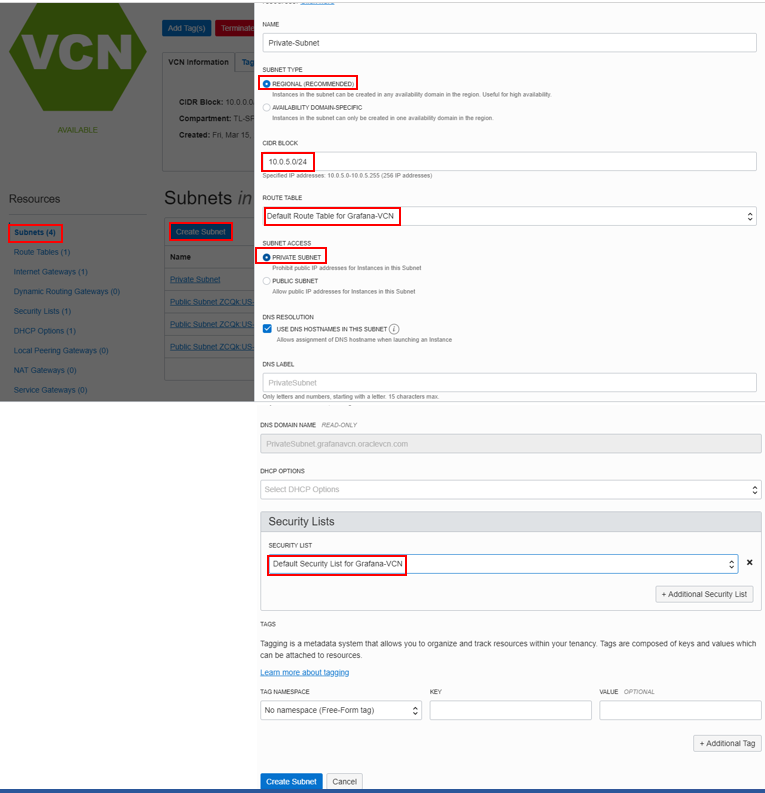 VCN
AVAILABLE
Add Tag(s)
Terminate
VCN Information
Tag
CIDR Block: 10.0.0.0
Compartment: TL-SP
Created: Fri, Mar 15,
Resources
Subnets (4)
Route Tables (1)
Internet Gateways (1)
Dynamic Routing Gateways (0)
Security Lists (1)
DHCP Options (1)
Local Peering Gateways (0)
NAT Gateways (0)
Service Gateways (0)
Subnets in
Create Subnet
Name
Private Subnet
Public Subnet ZCQk:US-
Public Subnet ZCQk:US-
Public Subnet ZCQk:US-
NAME
Private-Subnet
SUBNET TYPE
REGIONAL (RECOMMENDED)
Instances in the subnet can be created in any availability domain in the region. Useful for high availability.
AVAILABILITY DOMAIN-SPECIFIC
Instances in the subnet can only be created in one availability domain in the region.
CIDR BLOCK
10.0.5.0/24
Specified IP addresses: 10.0.5.0-10.0.5.255 (256 IP addresses)
ROUTE TABLE
Default Route Table for Grafana-VCN
SUBNET ACCESS
PRIVATE SUBNET
Prohibit public IP addresses for Instances in this Subnet
PUBLIC SUBNET
Allow public IP addresses for Instances in this Subnet
DNS RESOLUTION
USE DNS HOSTNAMES IN THIS SUBNET i
Allows assignment of DNS hostname when launching an Instance
DNS LABEL
PrivateSubnet
Only letters and numbers, starting with a letter. 15 characters max.
DNS DOMAIN NAME READ-ONLY
PrivateSubnet.grafanavcn.oraclevcn.com
DHCP OPTIONS
Select DHCP Options
Security Lists
SECURITY LIST
Default Security List for Grafana-VCN
+ Additional Security List
TAGS
Tagging is a metadata system that allows you to organize and track resources within your tenancy. Tags are composed of keys and values which
can be attached to resources.
Learn more about tagging
TAG NAMESPACE
KEY
VALUE OPTIONAL
No namespace (Free-Form tag)
+ Additional Tag
Create Subnet
Cancel